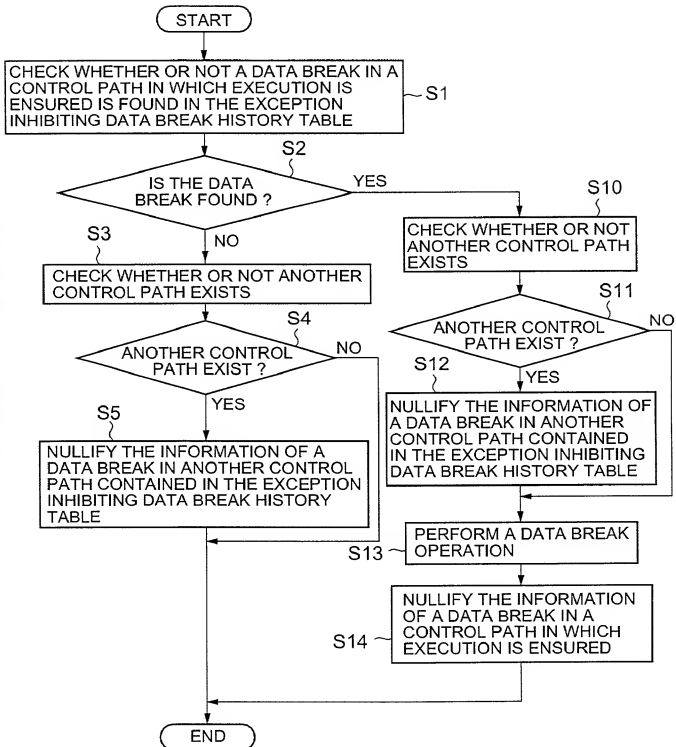 START
CHECK WHETHER OR NOT A DATA BREAK IN A
CONTROL PATH IN WHICH EXECUTION IS
ENSURED IS FOUND IN THE EXCEPTION
INHIBITING DATA BREAK HISTORY TABLE
S1
S2
IS THE DATA
BREAK FOUND ?
YES
NO
S3
CHECK WHETHER OR NOT ANOTHER
CONTROL PATH EXISTS
S4
ANOTHER CONTROL
PATH EXIST ?
NO
YES
S5
NULLIFY THE INFORMATION OF A
DATA BREAK IN ANOTHER CONTROL
PATH CONTAINED IN THE EXCEPTION
INHIBITING DATA BREAK HISTORY
TABLE
S10
CHECK WHETHER OR NOT
ANOTHER CONTROL PATH
EXISTS
S11
ANOTHER CONTROL
PATH EXIST ?
NO
YES
S12
NULLIFY THE INFORMATION OF
A DATA BREAK IN ANOTHER
CONTROL PATH CONTAINED
IN THE EXCEPTION INHIBITING
DATA BREAK HISTORY TABLE
PERFORM A DATA BREAK
OPERATION
S13
NULLIFY THE INFORMATION
OF A DATA BREAK IN A
CONTROL PATH IN WHICH
EXECUTION IS ENSURED
S14
END